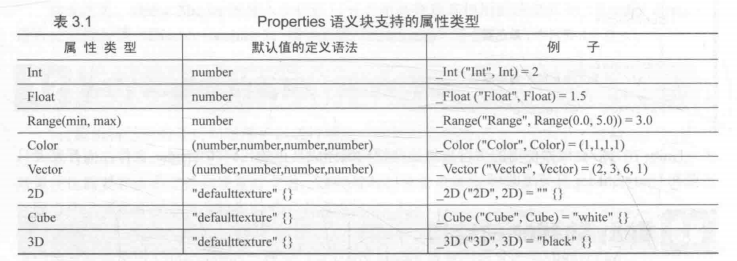 表 3.1 Properties 语义块支持的属性类型
属 性 类 型 默认值的定义语法 例 子
Int number _Int ("Int", Int) = 2
Float number _Float ("Float", Float) = 1.5
Range(min, max) number _Range("Range", Range(0.0, 5.0)) = 3.0
Color (number,number,number,number) _Color ("Color", Color) = (1,1,1,1)
Vector (number,number,number,number) _Vector ("Vector", Vector) = (2, 3, 6, 1)
2D "defaulttexture" {} _2D ("2D", 2D) = "" {}
Cube "defaulttexture" {} _Cube ("Cube", Cube) = "white" {}
3D "defaulttexture" {} _3D ("3D", 3D) = "black" {}